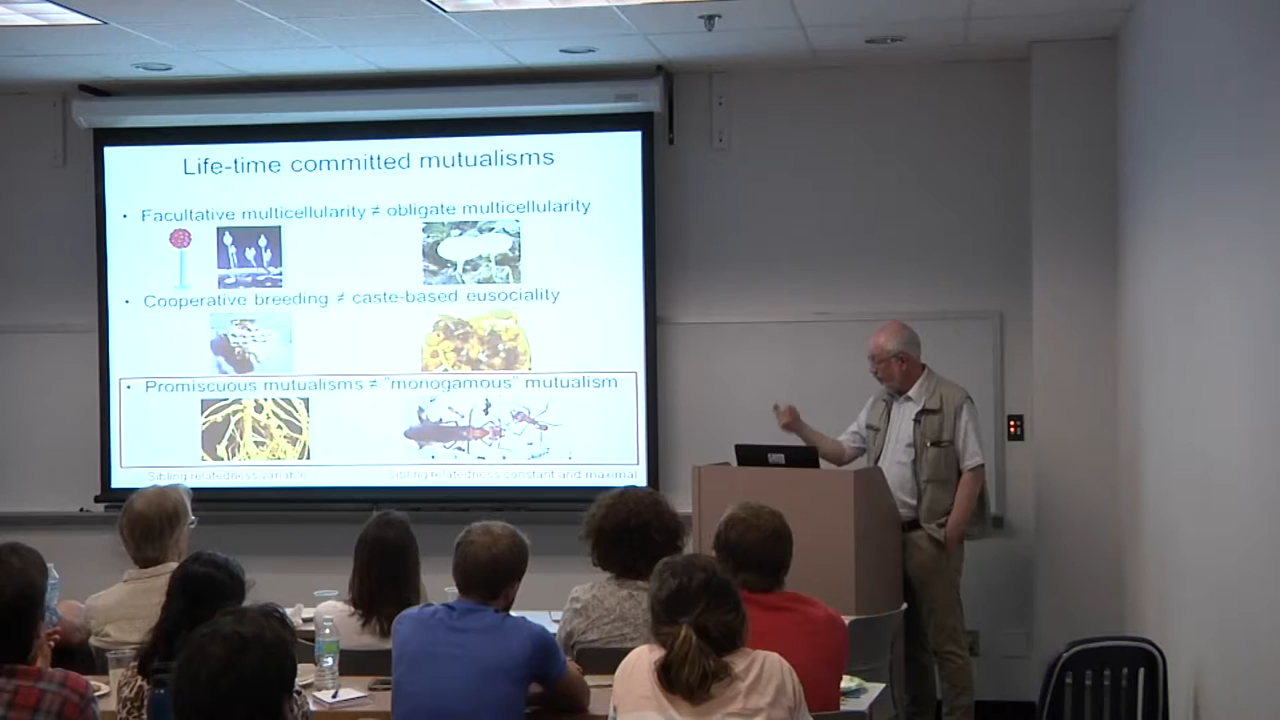 Life-time committed mutualisms
• Facultative multicellularity ≠ obligate multicellularity
• Cooperative breeding ≠ caste-based eusociality
• Promiscuous mutualisms ≠ "monogamous" mutualism
Sibling relatedness variable
Sibling relatedness constant and maximal